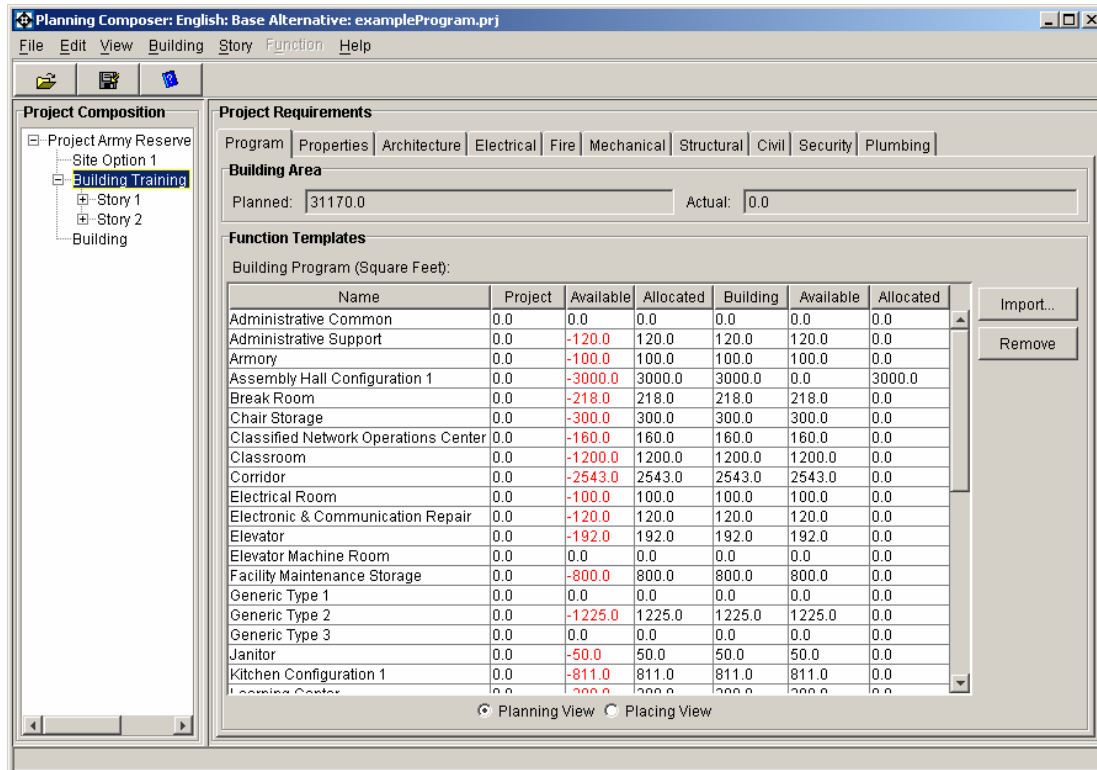 Planning Composer: English: Base Alternative: exampleProgram.prj
File Edit View Building Story Function Help
Project Composition
Project Army Reserve
Site Option 1
Building Training
Story 1
Story 2
Building
Project Requirements
Program Properties Architecture Electrical Fire Mechanical Structural Civil Security Plumbing
Building Area
Planned: 31170.0 Actual: 0.0
Function Templates
Building Program (Square Feet):
Name Project Available Allocated Building Available Allocated
Administrative Common 0.0 0.0 0.0 0.0 0.0 0.0
Administrative Support 0.0 -120.0 120.0 120.0 120.0 0.0
Armory 0.0 -100.0 100.0 100.0 100.0 0.0
Assembly Hall Configuration 1 0.0 -3000.0 3000.0 3000.0 0.0 3000.0
Break Room 0.0 -218.0 218.0 218.0 218.0 0.0
Chair Storage 0.0 -300.0 300.0 300.0 300.0 0.0
Classified Network Operations Center 0.0 -160.0 160.0 160.0 160.0 0.0
Classroom 0.0 -1200.0 1200.0 1200.0 1200.0 0.0
Corridor 0.0 -2543.0 2543.0 2543.0 2543.0 0.0
Electrical Room 0.0 -100.0 100.0 100.0 100.0 0.0
Electronic & Communication Repair 0.0 -120.0 120.0 120.0 120.0 0.0
Elevator 0.0 -192.0 192.0 192.0 192.0 0.0
Elevator Machine Room 0.0 0.0 0.0 0.0 0.0 0.0
Facility Maintenance Storage 0.0 -800.0 800.0 800.0 800.0 0.0
Generic Type 1 0.0 0.0 0.0 0.0 0.0 0.0
Generic Type 2 0.0 -1225.0 1225.0 1225.0 1225.0 0.0
Generic Type 3 0.0 0.0 0.0 0.0 0.0 0.0
Janitor 0.0 -50.0 50.0 50.0 50.0 0.0
Kitchen Configuration 1 0.0 -811.0 811.0 811.0 811.0 0.0
Learning Center
Import...
Remove
Planning View Placing View